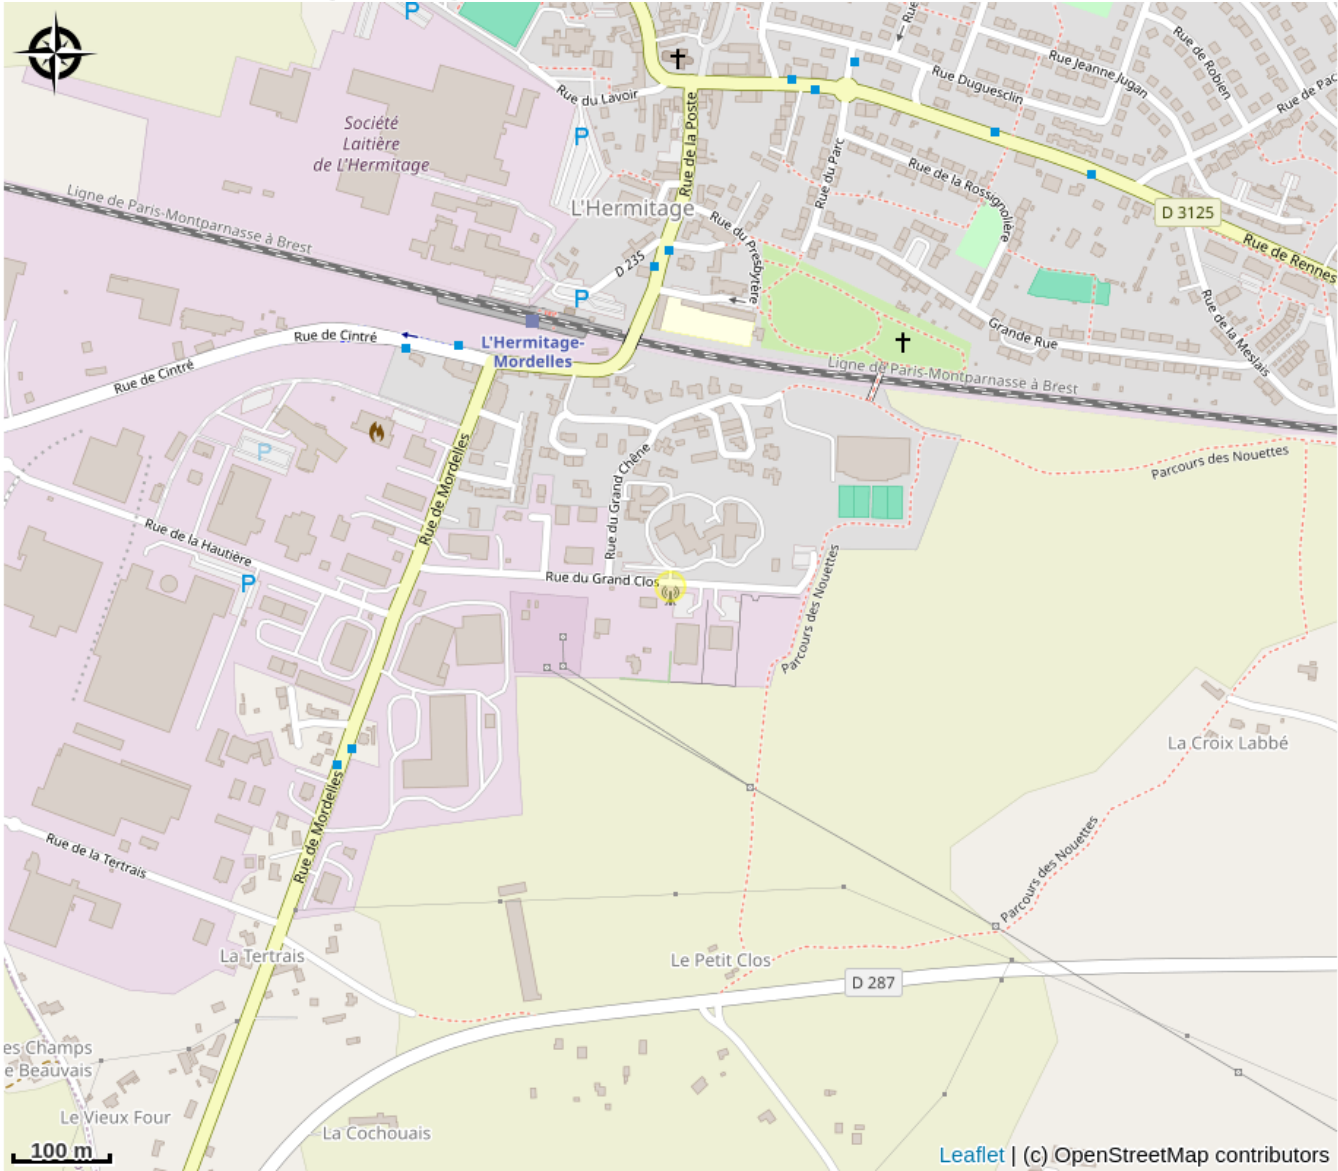 P
Rue
Rue de Robien
Rue Jeanne Jugan
Rue Duguesclin
Rue de Pac
Rue du Lavoir
Rue de la Poste
Société
Laitière
de L'Hermitage
P
Rue du Parc
Rue de la Rossignolière
Ligne de Paris-Montparnasse à Brest
L'Hermitage
D 3125
Rue du Presbytère
Rue de Rennes
D 235
P
Rue de la Meslais
Grande Rue
Rue de Cintré
L'Hermitage-
Mordelles
Rue de Cintré
Ligne de Paris-Montparnasse à Brest
P
Rue de Mordelles
Rue du Grand Chêne
Parcours des Nouettes
Rue de la Hautière
P
Rue du Grand Clos
Parcours des Nouettes
La Croix Labbé
Rue de Mordelles
Rue de la Tertrais
Parcours des Nouettes
La Tertrais
Le Petit Clos
D 287
es Champs
e Beauvais
Le Vieux Four
La Cochouais
100 m
Leaflet | (c) OpenStreetMap contributors